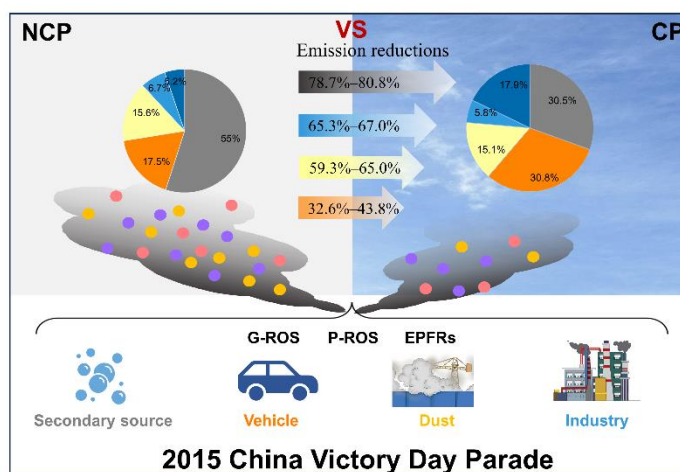 NCP
VS
CP
Emission reductions
78.7%–80.8%
65.3%–67.0%
59.3%–65.0%
32.6%–43.8%
6.7%
15.6%
17.5%
55%
17.9%
5.8%
15.1%
30.8%
30.5%
G-ROS P-ROS EPFRs
Secondary source
Vehicle
Dust
Industry
2015 China Victory Day Parade